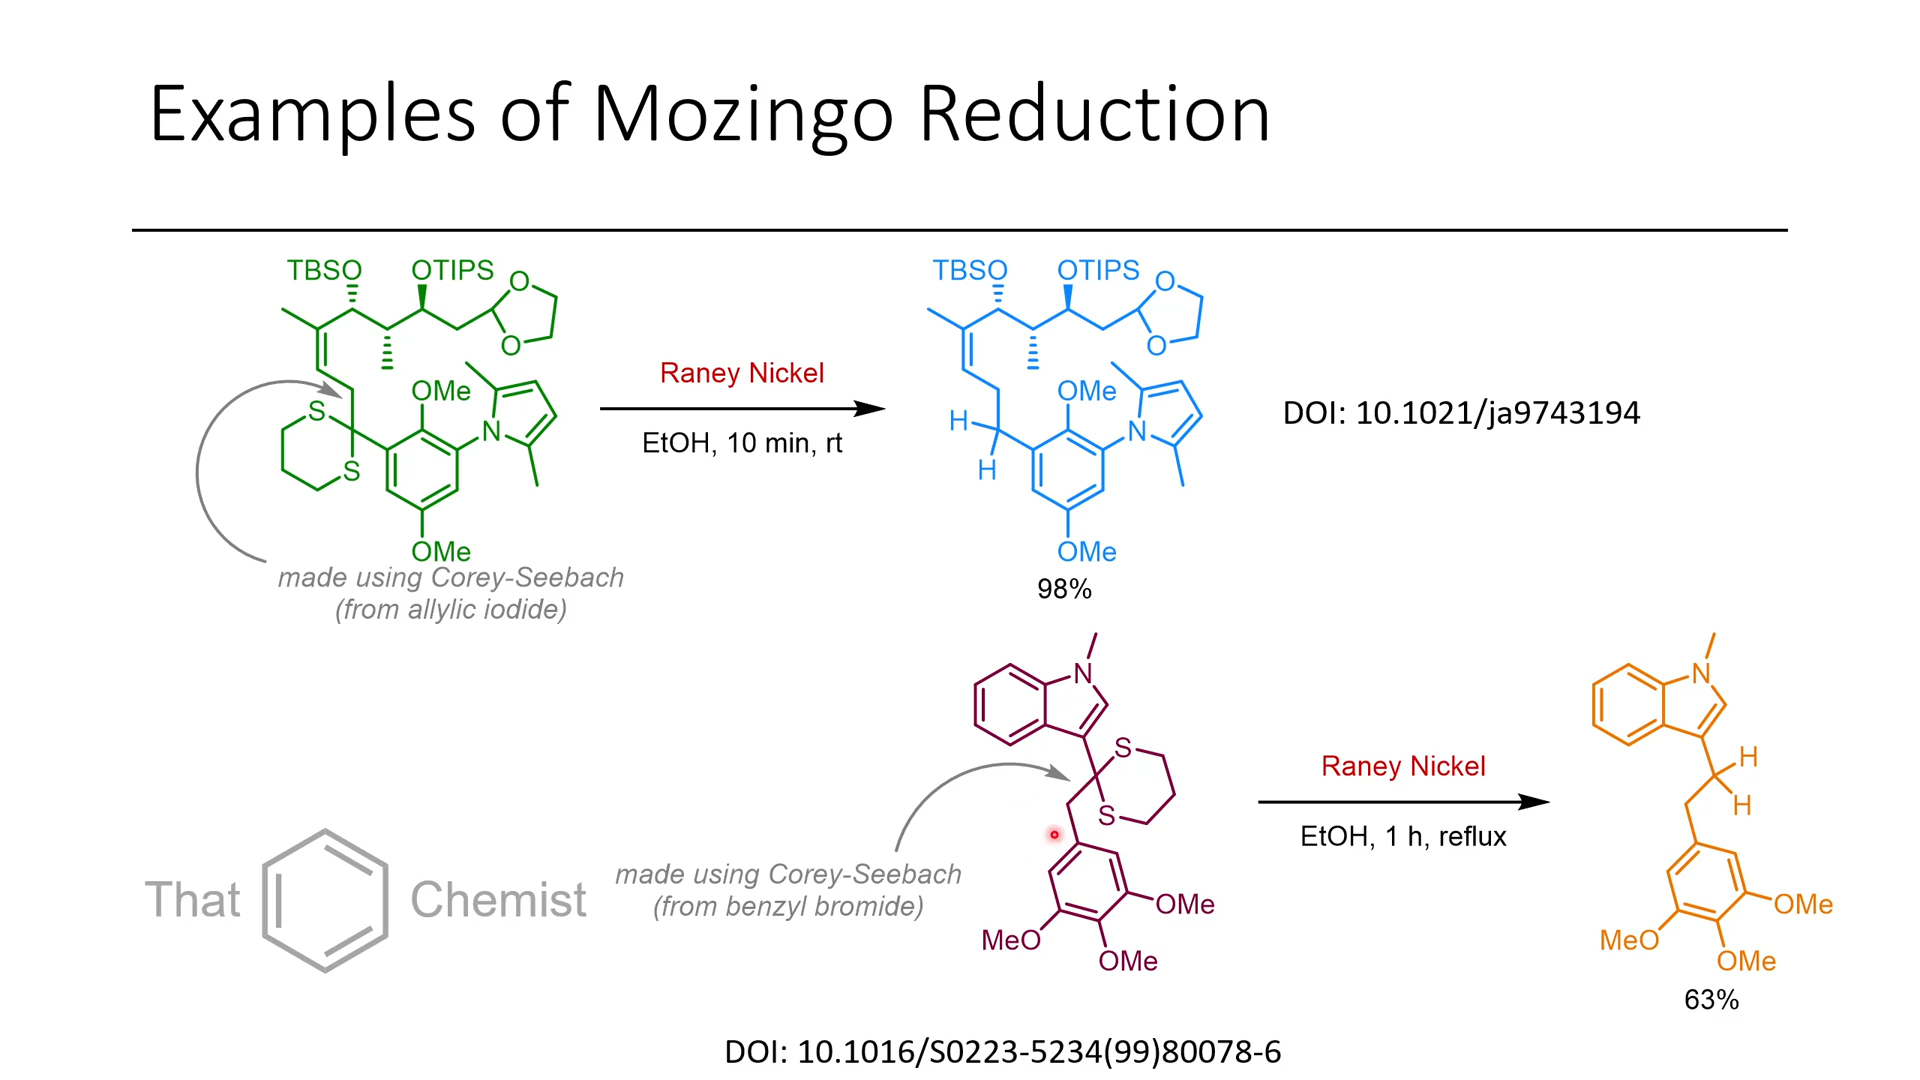 Examples of Mozingo Reduction
TBSO OTIPS
O
O
S
S
OMe
N
OMe
made using Corey-Seebach
(from allylic iodide)
Raney Nickel
EtOH, 10 min, rt
TBSO OTIPS
O
O
H
H
OMe
N
OMe
98%
DOI: 10.1021/ja9743194
N
S
S
OMe
MeO
OMe
made using Corey-Seebach
(from benzyl bromide)
Raney Nickel
EtOH, 1 h, reflux
N
H
H
OMe
MeO
OMe
63%
That Chemist
DOI: 10.1016/S0223-5234(99)80078-6